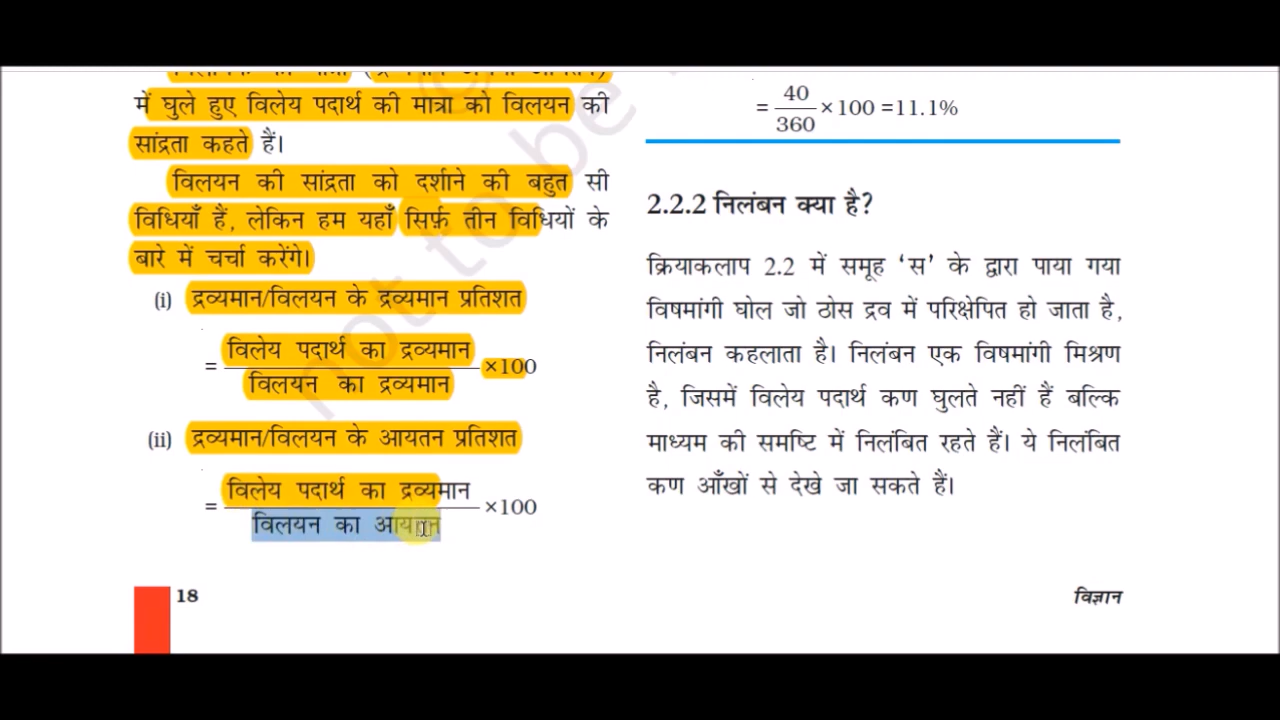 में घुले हुए विलेय पदार्थ की मात्रा को विलयन की
सांद्रता कहते हैं।
विलयन की सांद्रता को दर्शाने की बहुत सी
विधियाँ हैं, लेकिन हम यहाँ सिर्फ़ तीन विधियों के
बारे में चर्चा करेंगे।
(i) द्रव्यमान/विलयन के द्रव्यमान प्रतिशत
= विलेय पदार्थ का द्रव्यमान ×100
विलयन का द्रव्यमान
(ii) द्रव्यमान/विलयन के आयतन प्रतिशत
= विलेय पदार्थ का द्रव्यमान ×100
विलयन का आयतन
18
= 40/360 ×100 =11.1%
2.2.2 निलंबन क्या है?
क्रियाकलाप 2.2 में समूह ‘स’ के द्वारा पाया गया
विषमांगी घोल जो ठोस द्रव में परिक्षेपित हो जाता है,
निलंबन कहलाता है। निलंबन एक विषमांगी मिश्रण
है, जिसमें विलेय पदार्थ कण घुलते नहीं हैं बल्कि
माध्यम की समष्टि में निलंबित रहते हैं। ये निलंबित
कण आँखों से देखे जा सकते हैं।
विज्ञान
not to be